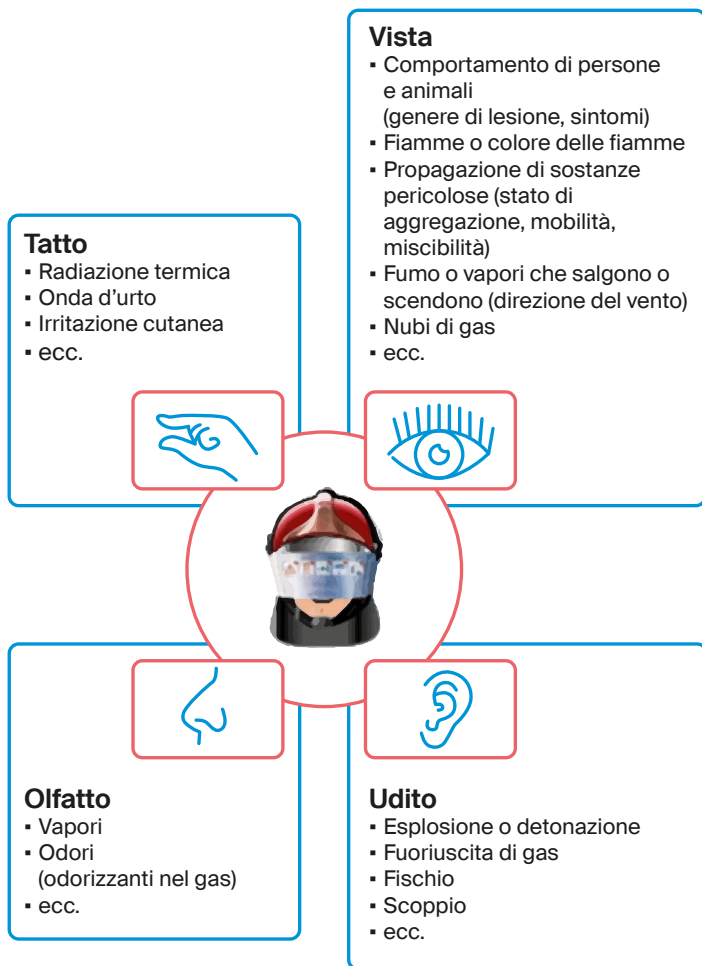 Vista
▪ Comportamento di persone
e animali
(genere di lesione, sintomi)
▪ Fiamme o colore delle fiamme
▪ Propagazione di sostanze
pericolose (stato di
aggregazione, mobilità,
miscibilità)
▪ Fumo o vapori che salgono o
scendono (direzione del vento)
▪ Nubi di gas
▪ ecc.
Tatto
▪ Radiazione termica
▪ Onda d'urto
▪ Irritazione cutanea
▪ ecc.
Olfatto
▪ Vapori
▪ Odori
(odorizzanti nel gas)
▪ ecc.
Udito
▪ Esplosione o detonazione
▪ Fuoriuscita di gas
▪ Fischio
▪ Scoppio
▪ ecc.